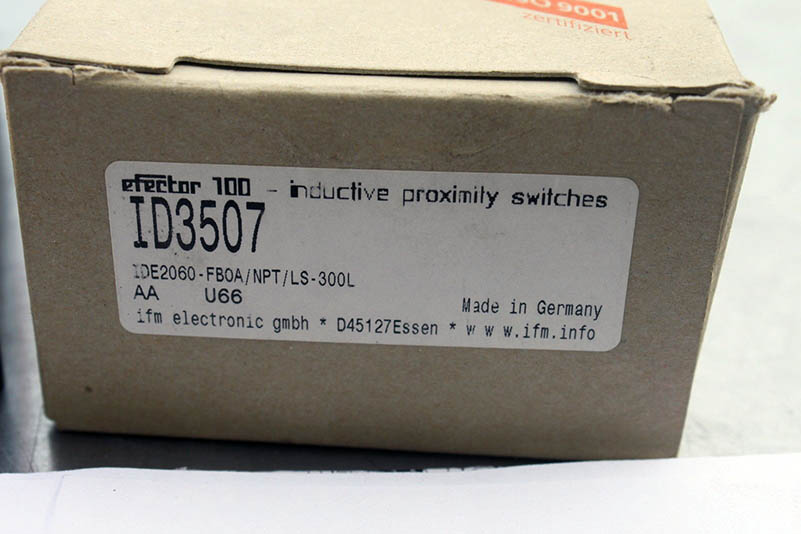 ISO 9001
zertifiziert
efector 100 - inductive proximity switches
ID3507
IDE2060-FBOA/NPT/LS-300L
AA U66
Made in Germany
ifm electronic gmbh * D45127Essen * w w w.ifm.info